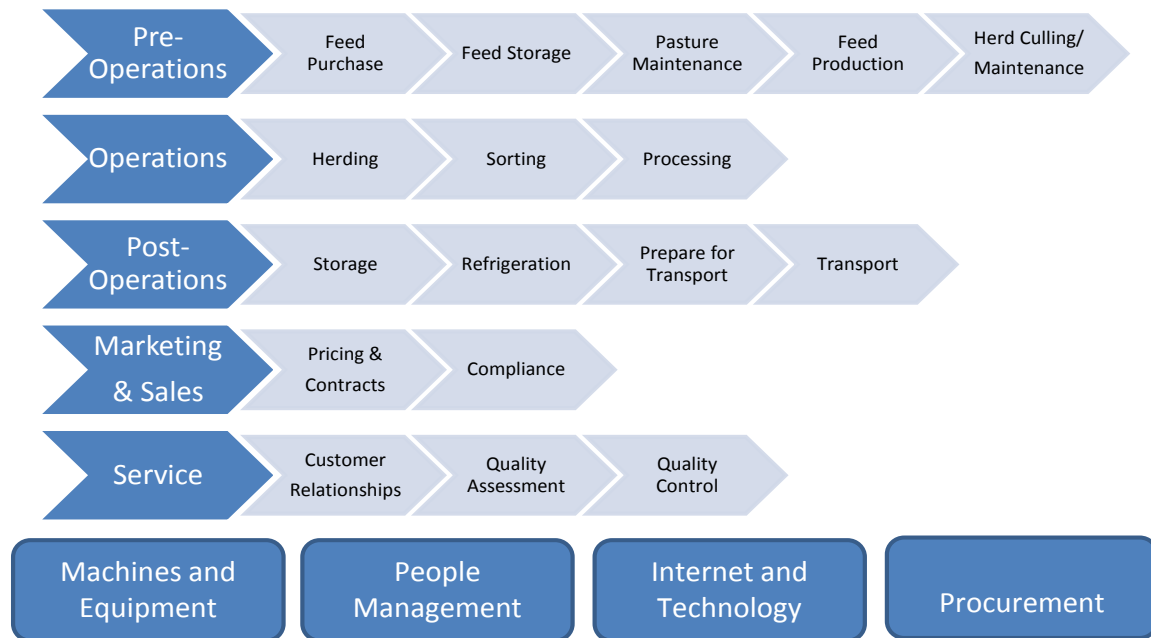 Pre-
Operations
Feed
Purchase
Feed Storage
Pasture
Maintenance
Feed
Production
Herd Culling/
Maintenance
Operations
Herding
Sorting
Processing
Post-
Operations
Storage
Refrigeration
Prepare for
Transport
Transport
Marketing
& Sales
Pricing &
Contracts
Compliance
Service
Customer
Relationships
Quality
Assessment
Quality
Control
Machines and
Equipment
People
Management
Internet and
Technology
Procurement